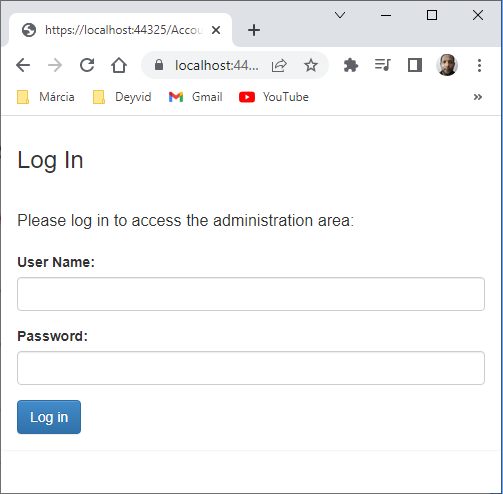 https://localhost:44325/Accou
localhost:44...
Márcia Deyvid Gmail YouTube »
Log In
Please log in to access the administration area:
User Name:
Password:
Log in